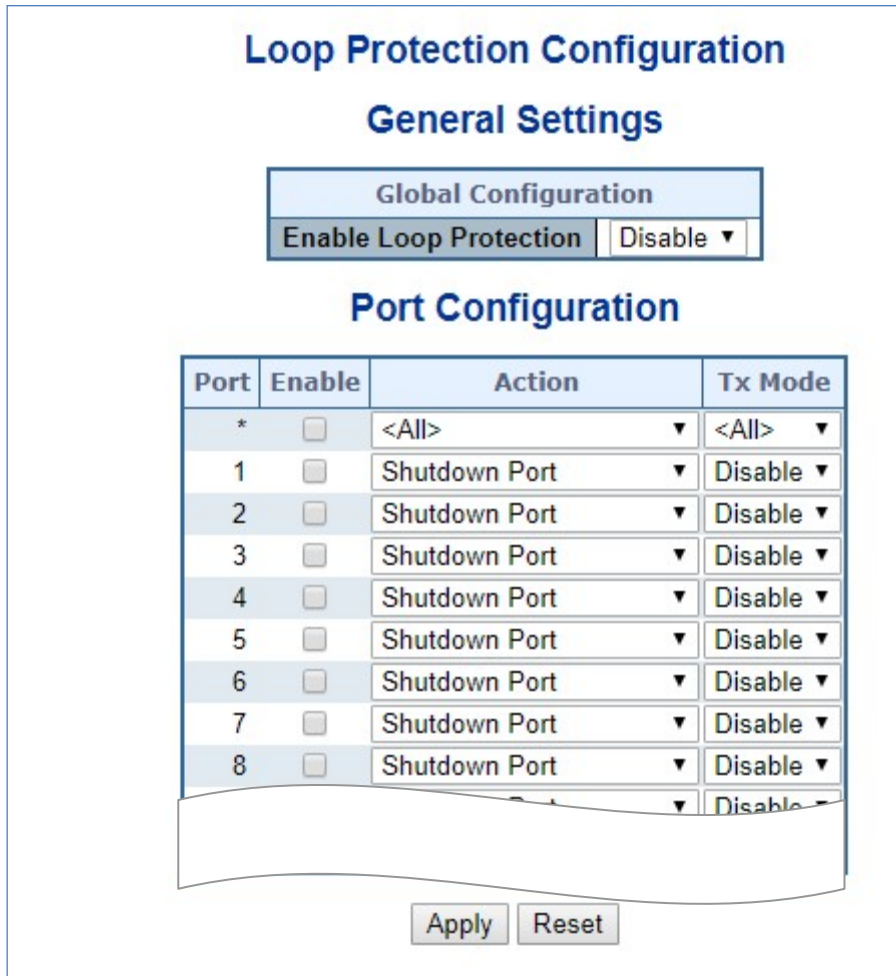 Loop Protection Configuration
General Settings
Global Configuration
Enable Loop Protection Disable
Port Configuration
Port Enable Action Tx Mode
* <All> <All>
1 Shutdown Port Disable
2 Shutdown Port Disable
3 Shutdown Port Disable
4 Shutdown Port Disable
5 Shutdown Port Disable
6 Shutdown Port Disable
7 Shutdown Port Disable
8 Shutdown Port Disable
Disable
Apply Reset